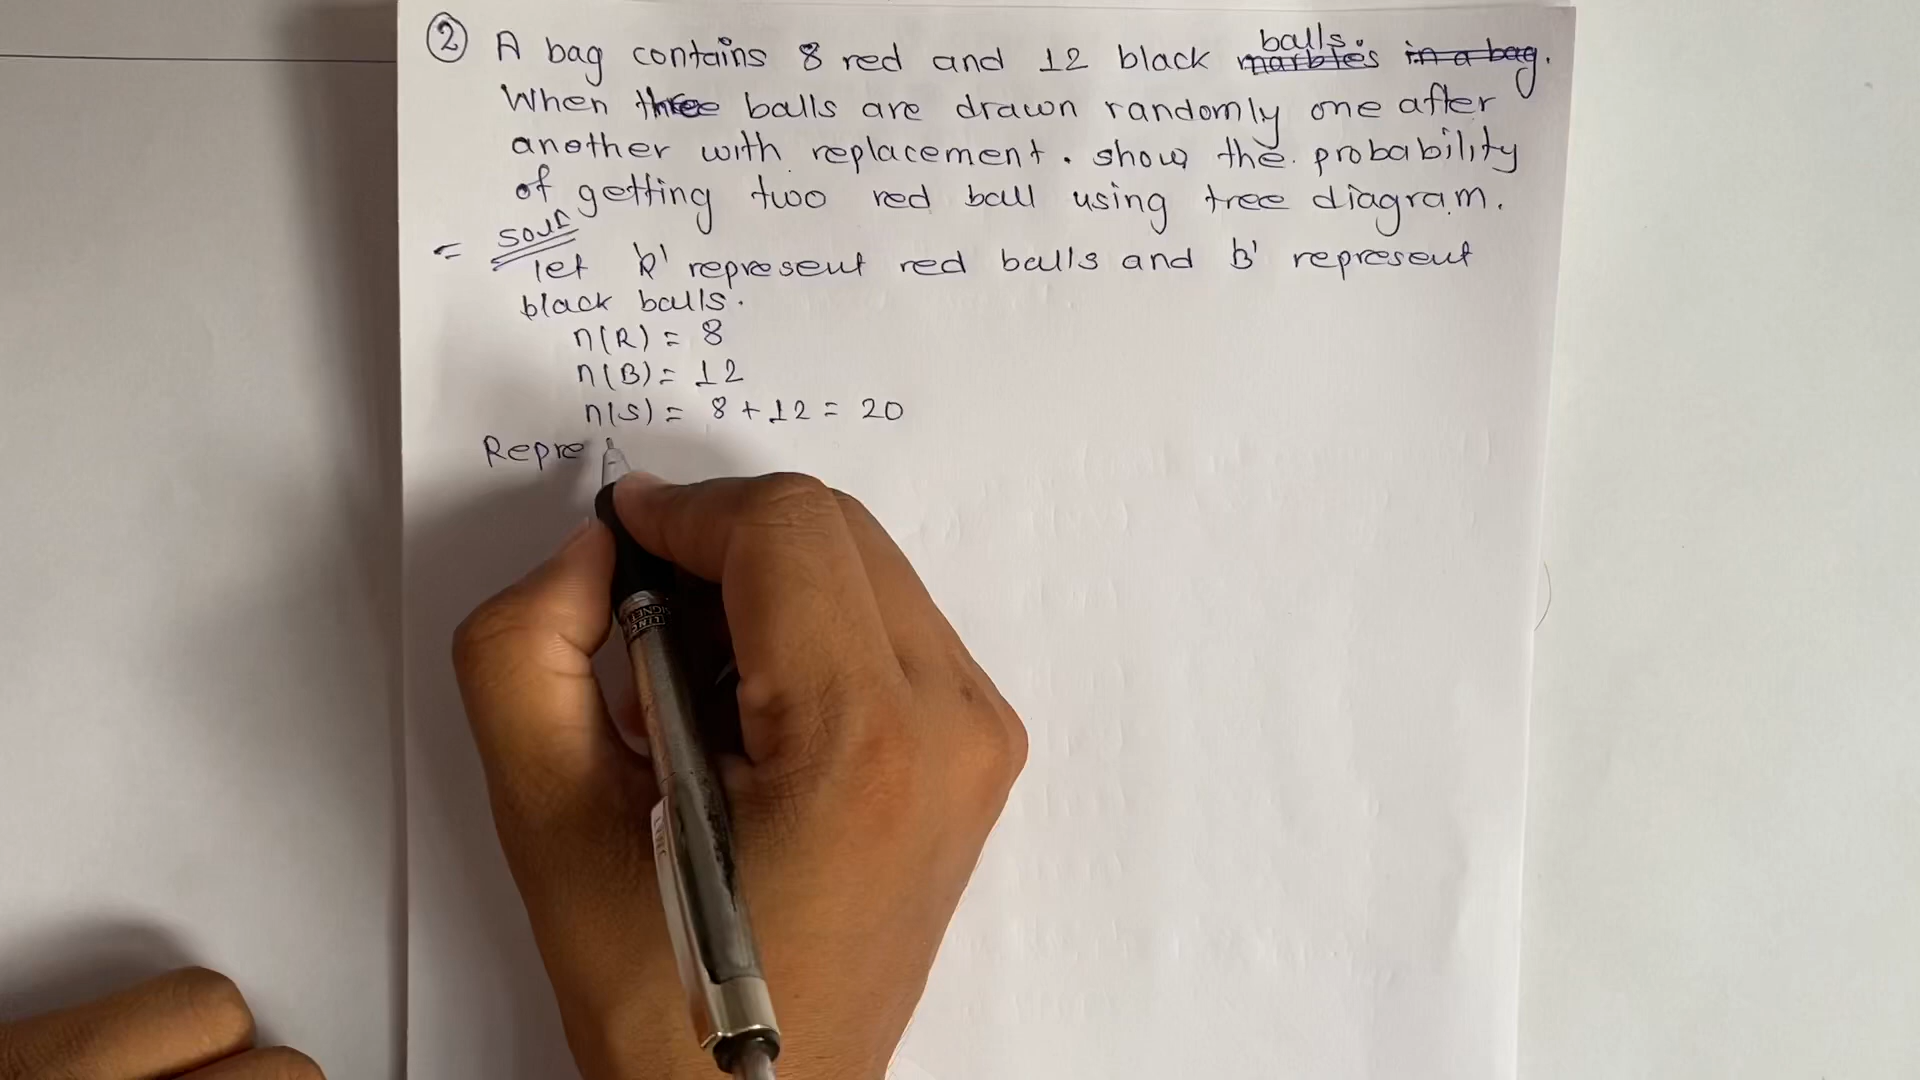 ② A bag contains 8 red and 12 black marbles balls. in a bag.
When three balls are drawn randomly one after
another with replacement. show the probability
of getting two red ball using tree diagram.
= Soln
let 'R' represent red balls and B' represent
black balls.
n(R) = 8
n(B) = 12
n(S) = 8 + 12 = 20
Repre